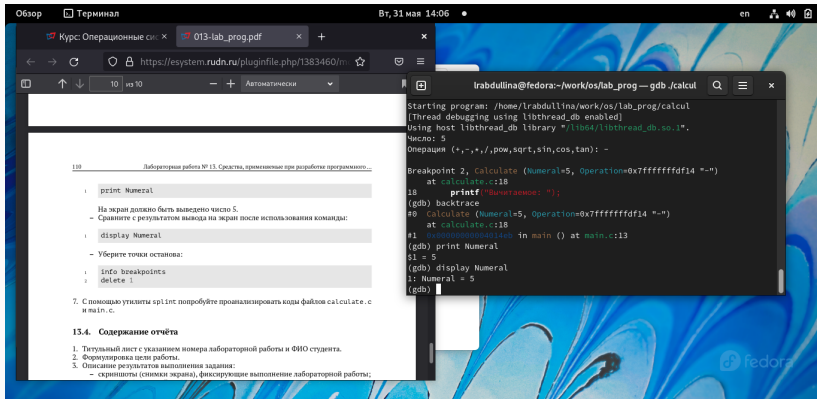 Обзор
Терминал
Вт, 31 мая 14:06
en
Курс: Операционные сис
013-lab_prog.pdf
https://esystem.rudn.ru/pluginfile.php/1383460/m
10 из 10
Автоматически
110 Лабораторная работа № 13. Средства, применяемые при разработке программного ...
1 print Numeral
На экран должно быть выведено число 5.
– Сравните с результатом вывода на экран после использования команды:
1 display Numeral
– Уберите точки останова:
1 info breakpoints
2 delete 1
7. С помощью утилиты splint попробуйте проанализировать коды файлов calculate.c
и main.c.
13.4. Содержание отчёта
1. Титульный лист с указанием номера лабораторной работы и ФИО студента.
2. Формулировка цели работы.
3. Описание результатов выполнения задания:
– скриншоты (снимки экрана), фиксирующие выполнение лабораторной работы;
lrabdullina@fedora:~/work/os/lab_prog — gdb ./calcul
Starting program: /home/lrabdullina/work/os/lab_prog/calcul
[Thread debugging using libthread_db enabled]
Using host libthread_db library "/lib64/libthread_db.so.1".
Число: 5
Операция (+,-,*,/,pow,sqrt,sin,cos,tan): -
Breakpoint 2, Calculate (Numeral=5, Operation=0x7fffffffdf14 "-")
at calculate.c:18
18 printf("Вычитаемое: ");
(gdb) backtrace
#0 Calculate (Numeral=5, Operation=0x7fffffffdf14 "-")
at calculate.c:18
#1 in main () at main.c:13
(gdb) print Numeral
$1 = 5
(gdb) display Numeral
1: Numeral = 5
(gdb)
fedora